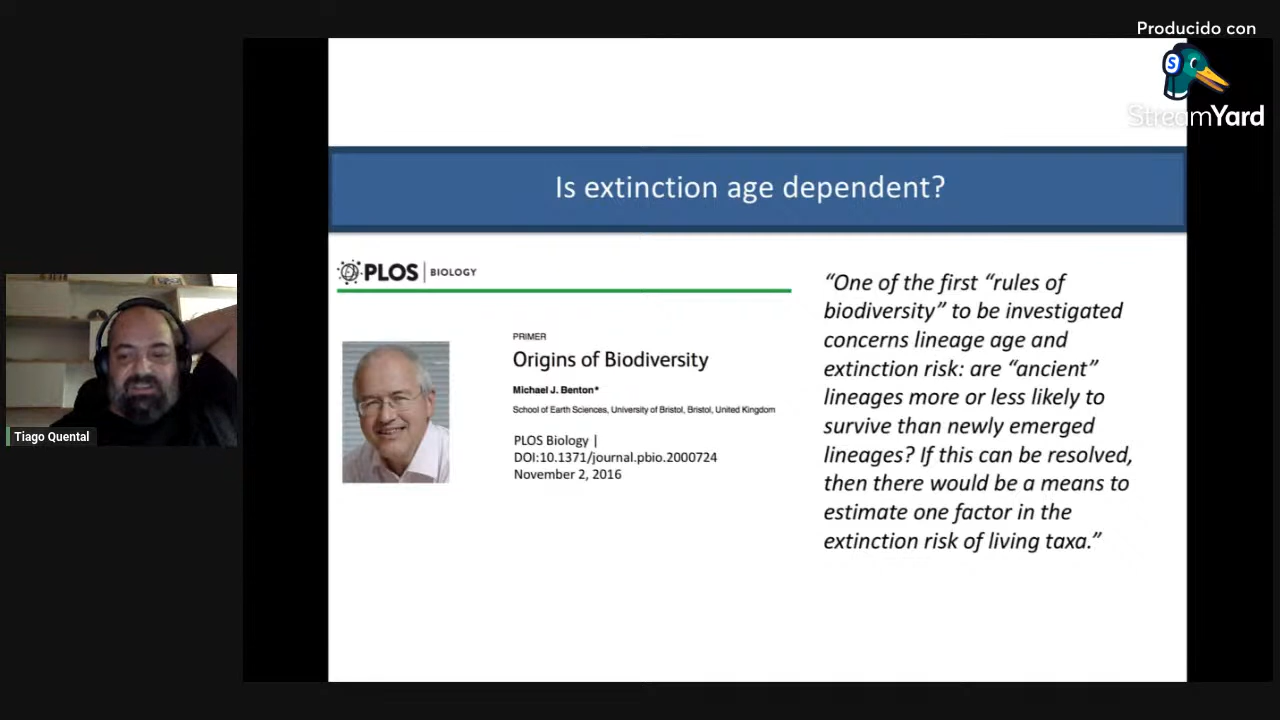 Producido con
StreamYard
Is extinction age dependent?
PLOS | BIOLOGY
PRIMER
Origins of Biodiversity
Michael J. Benton*
School of Earth Sciences, University of Bristol, Bristol, United Kingdom
PLOS Biology |
DOI:10.1371/journal.pbio.2000724
November 2, 2016
“One of the first “rules of
biodiversity” to be investigated
concerns lineage age and
extinction risk: are “ancient”
lineages more or less likely to
survive than newly emerged
lineages? If this can be resolved,
then there would be a means to
estimate one factor in the
extinction risk of living taxa.”
Tiago Quental